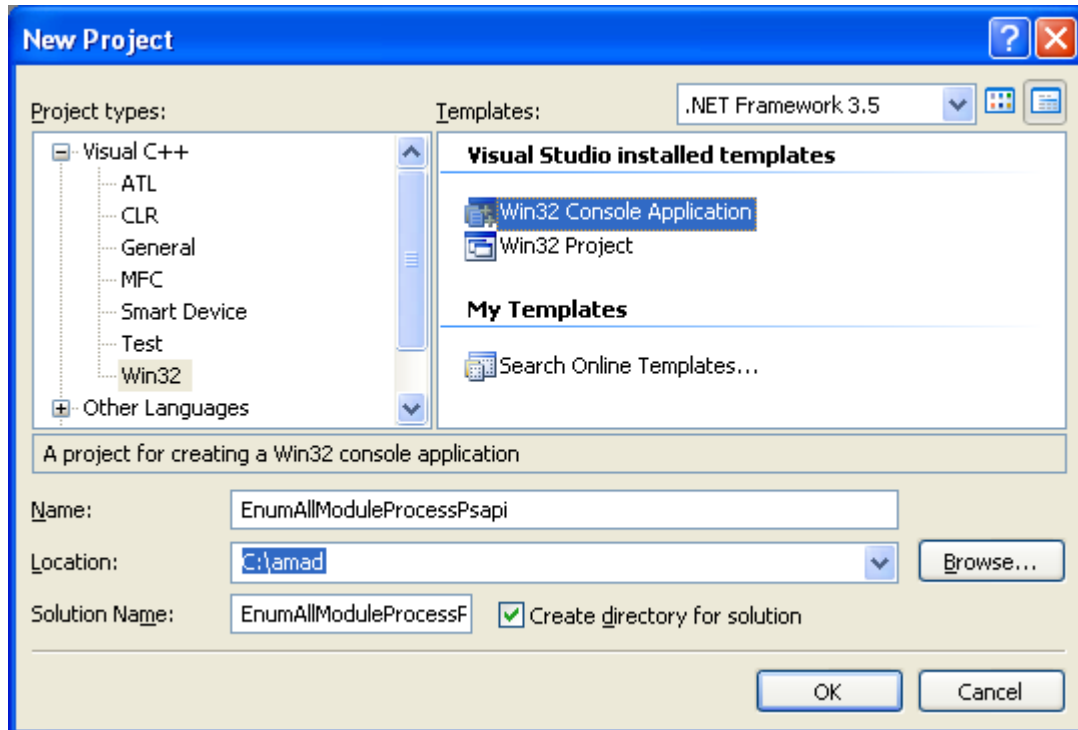 New Project
Project types:
Templates:
.NET Framework 3.5
Visual C++
ATL
CLR
General
MFC
Smart Device
Test
Win32
Other Languages
Visual Studio installed templates
Win32 Console Application
Win32 Project
My Templates
Search Online Templates...
A project for creating a Win32 console application
Name:
EnumAllModuleProcessPsapi
Location:
C:\amad
Browse...
Solution Name:
EnumAllModuleProcessP
Create directory for solution
OK
Cancel